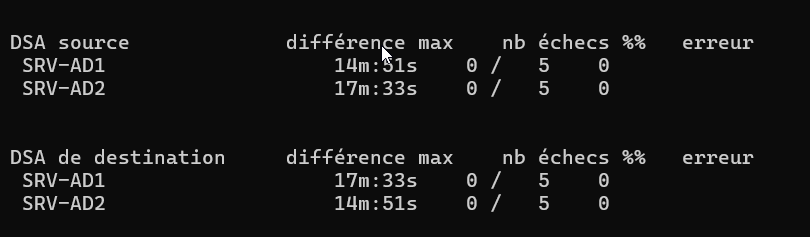 DSA source différence max nb échecs %% erreur
SRV-AD1 14m:51s 0 / 5 0
SRV-AD2 17m:33s 0 / 5 0
DSA de destination différence max nb échecs %% erreur
SRV-AD1 17m:33s 0 / 5 0
SRV-AD2 14m:51s 0 / 5 0